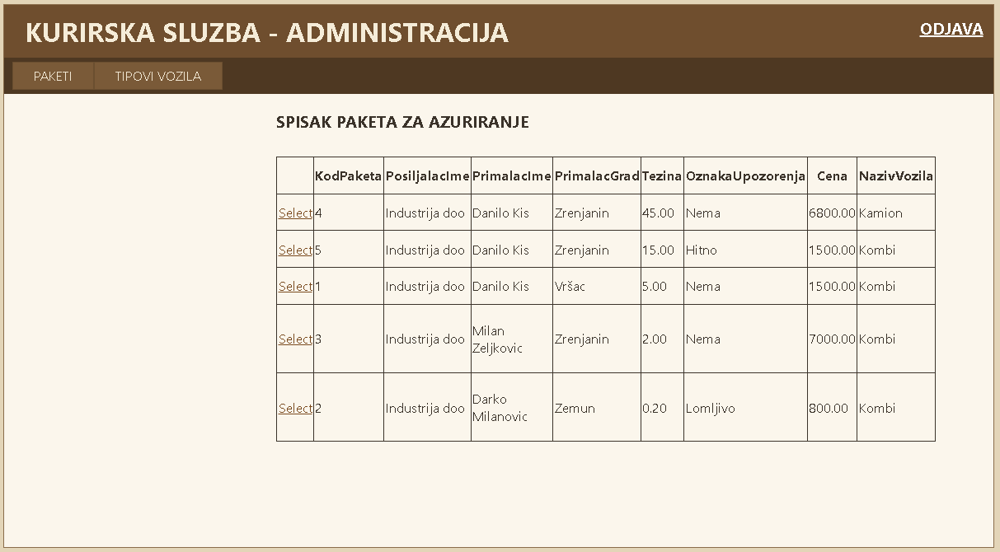 KURIRSKA SLUZBA - ADMINISTRACIJA
ODJAVA
PAKETI TIPOVI VOZILA
SPISAK PAKETA ZA AZURIRANJE
KodPaketa PosiljalacIme PrimalacIme PrimalacGrad Tezina OznakaUpozorenja Cena NazivVozila
Select 4 Industrija doo Danilo Kis Zrenjanin 45.00 Nema 6800.00 Kamion
Select 5 Industrija doo Danilo Kis Zrenjanin 15.00 Hitno 1500.00 Kombi
Select 1 Industrija doo Danilo Kis Vršac 5.00 Nema 1500.00 Kombi
Select 3 Industrija doo Milan Zeljkovic Zrenjanin 2.00 Nema 7000.00 Kombi
Select 2 Industrija doo Darko Milanovic Zemun 0.20 Lomljivo 800.00 Kombi